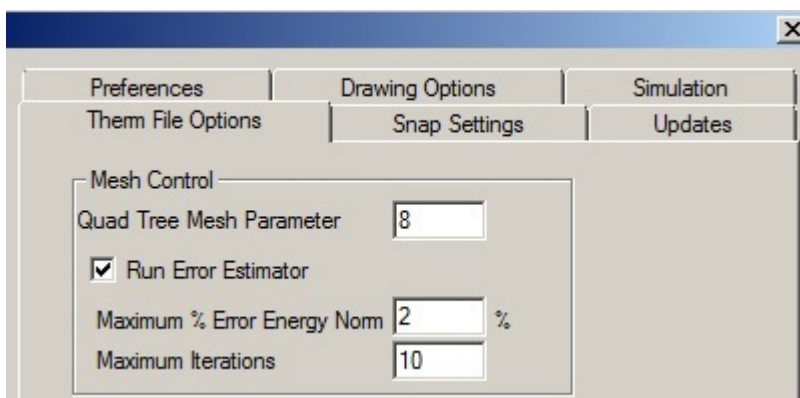 Preferences Drawing Options Simulation
Therm File Options Snap Settings Updates
Mesh Control
Quad Tree Mesh Parameter 8
Run Error Estimator
Maximum % Error Energy Norm 2 %
Maximum Iterations 10